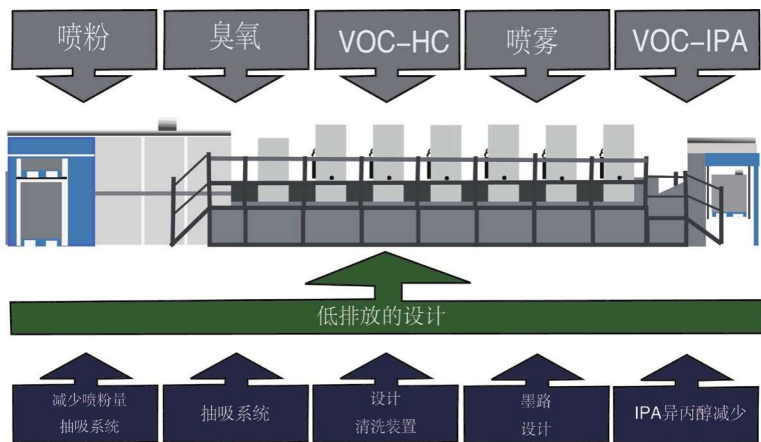 喷粉
臭氧
VOC-HC
喷雾
VOC-IPA
低排放的设计
减少喷粉量
抽吸系统
抽吸系统
设计
清洗装置
墨路
设计
IPA异丙醇减少